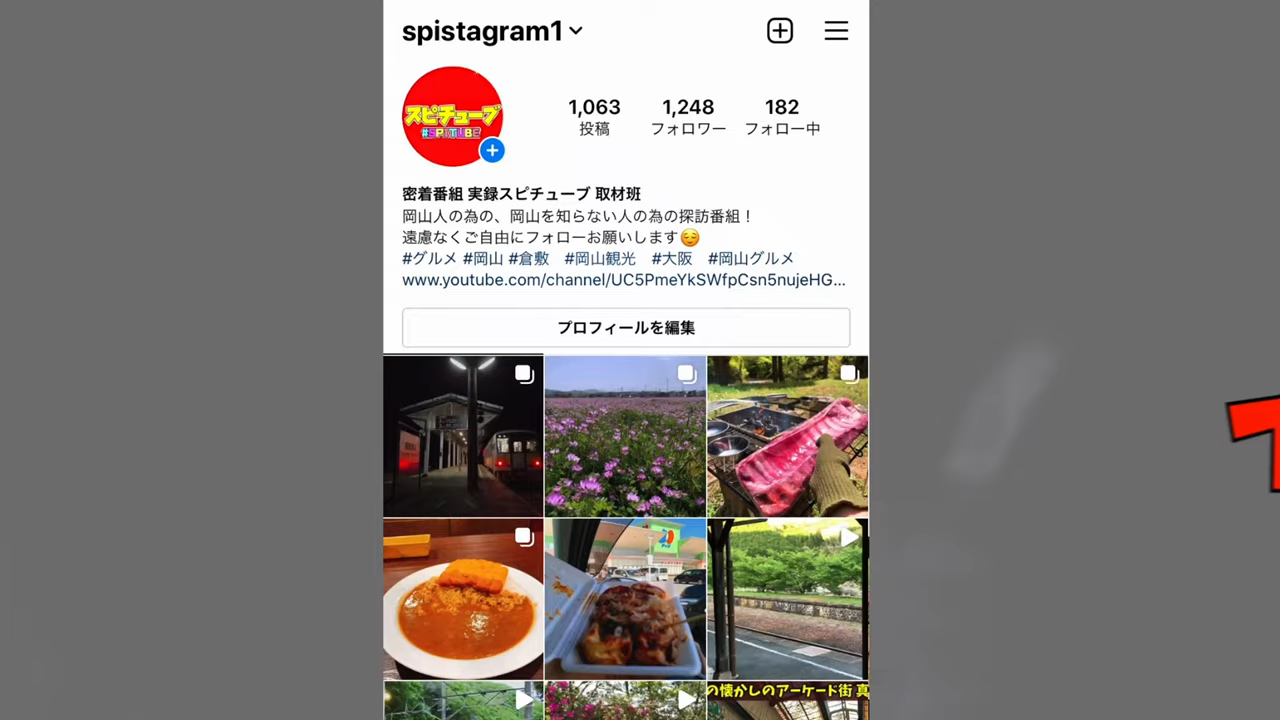 spistagram1
スピチューブ
#SPITUBE
1,063
投稿
1,248
フォロワー
182
フォロー中
密着番組 実録スピチューブ 取材班
岡山人の為の、岡山を知らない人の為の探訪番組！
遠慮なくご自由にフォローお願いします😌
#グルメ #岡山 #倉敷　#岡山観光　#大阪　#岡山グルメ
www.youtube.com/channel/UC5PmeYkSWfpCsn5nujeHG...
プロフィールを編集
の懐かしのアーケード街 真